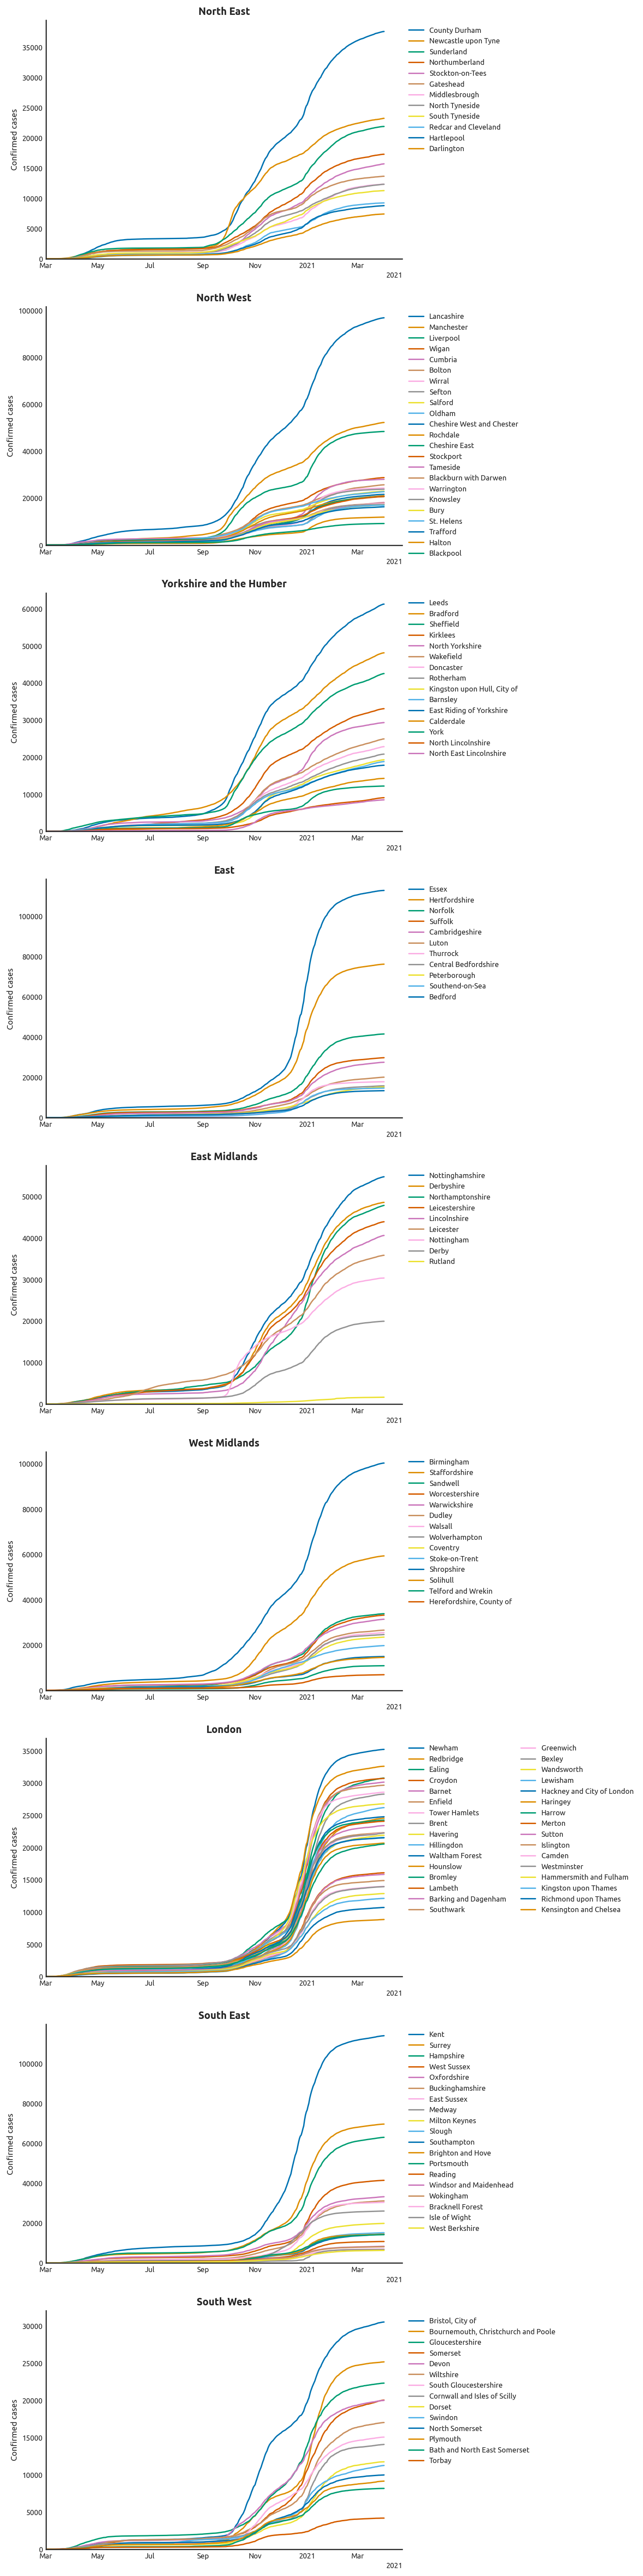 North East
Confirmed cases
35000
30000
25000
20000
15000
10000
5000
0
Mar May Jul Sep Nov 2021 Mar
2021
County Durham
Newcastle upon Tyne
Sunderland
Northumberland
Stockton-on-Tees
Gateshead
Middlesbrough
North Tyneside
South Tyneside
Redcar and Cleveland
Hartlepool
Darlington
North West
Confirmed cases
100000
80000
60000
40000
20000
0
Mar May Jul Sep Nov 2021 Mar
2021
Lancashire
Manchester
Liverpool
Wigan
Cumbria
Bolton
Wirral
Sefton
Salford
Oldham
Cheshire West and Chester
Rochdale
Cheshire East
Stockport
Tameside
Blackburn with Darwen
Warrington
Knowsley
Bury
St. Helens
Trafford
Halton
Blackpool
Yorkshire and the Humber
Confirmed cases
60000
50000
40000
30000
20000
10000
0
Mar May Jul Sep Nov 2021 Mar
2021
Leeds
Bradford
Sheffield
Kirklees
North Yorkshire
Wakefield
Doncaster
Rotherham
Kingston upon Hull, City of
Barnsley
East Riding of Yorkshire
Calderdale
York
North Lincolnshire
North East Lincolnshire
East
Confirmed cases
100000
80000
60000
40000
20000
0
Mar May Jul Sep Nov 2021 Mar
2021
Essex
Hertfordshire
Norfolk
Suffolk
Cambridgeshire
Luton
Thurrock
Central Bedfordshire
Peterborough
Southend-on-Sea
Bedford
East Midlands
Confirmed cases
50000
40000
30000
20000
10000
0
Mar May Jul Sep Nov 2021 Mar
2021
Nottinghamshire
Derbyshire
Northamptonshire
Leicestershire
Lincolnshire
Leicester
Nottingham
Derby
Rutland
West Midlands
Confirmed cases
100000
80000
60000
40000
20000
0
Mar May Jul Sep Nov 2021 Mar
2021
Birmingham
Staffordshire
Sandwell
Worcestershire
Warwickshire
Dudley
Walsall
Wolverhampton
Coventry
Stoke-on-Trent
Shropshire
Solihull
Telford and Wrekin
Herefordshire, County of
London
Confirmed cases
35000
30000
25000
20000
15000
10000
5000
0
Mar May Jul Sep Nov 2021 Mar
2021
Newham
Redbridge
Ealing
Croydon
Barnet
Enfield
Tower Hamlets
Brent
Havering
Hillingdon
Waltham Forest
Hounslow
Bromley
Lambeth
Barking and Dagenham
Southwark
Greenwich
Bexley
Wandsworth
Lewisham
Hackney and City of London
Haringey
Harrow
Merton
Sutton
Islington
Camden
Westminster
Hammersmith and Fulham
Kingston upon Thames
Richmond upon Thames
Kensington and Chelsea
South East
Confirmed cases
100000
80000
60000
40000
20000
0
Mar May Jul Sep Nov 2021 Mar
2021
Kent
Surrey
Hampshire
West Sussex
Oxfordshire
Buckinghamshire
East Sussex
Medway
Milton Keynes
Slough
Southampton
Brighton and Hove
Portsmouth
Reading
Windsor and Maidenhead
Wokingham
Bracknell Forest
Isle of Wight
West Berkshire
South West
Confirmed cases
30000
25000
20000
15000
10000
5000
0
Mar May Jul Sep Nov 2021 Mar
2021
Bristol, City of
Bournemouth, Christchurch and Poole
Gloucestershire
Somerset
Devon
Wiltshire
South Gloucestershire
Cornwall and Isles of Scilly
Dorset
Swindon
North Somerset
Plymouth
Bath and North East Somerset
Torbay